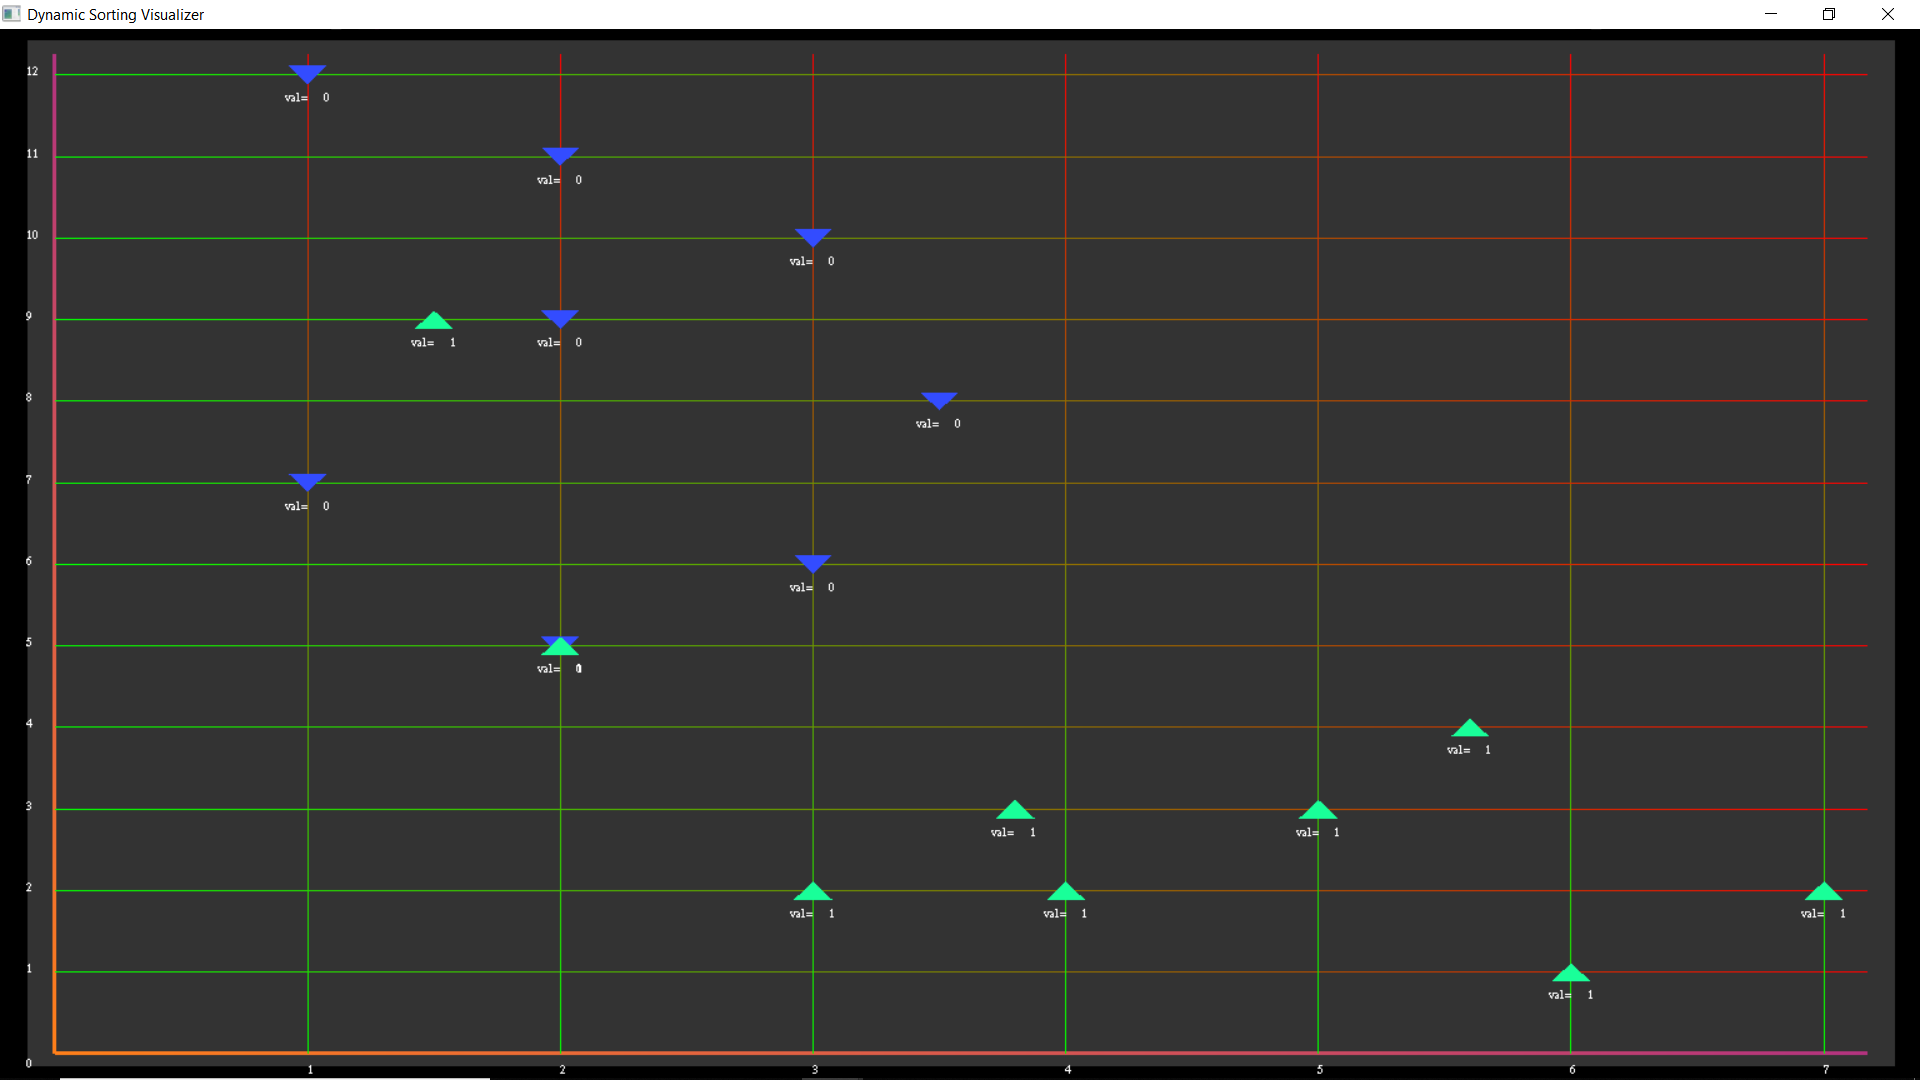 Dynamic Sorting Visualizer
12
val= 0
11
val= 0
10
val= 0
9
val= 1 val= 0
8
val= 0
7
val= 0
6
val= 0
5
val=
4
val= 1
3
val= 1 val= 1
2
val= 1 val= 1 val= 1
1
val= 1
0
1 2 3 4 5 6 7